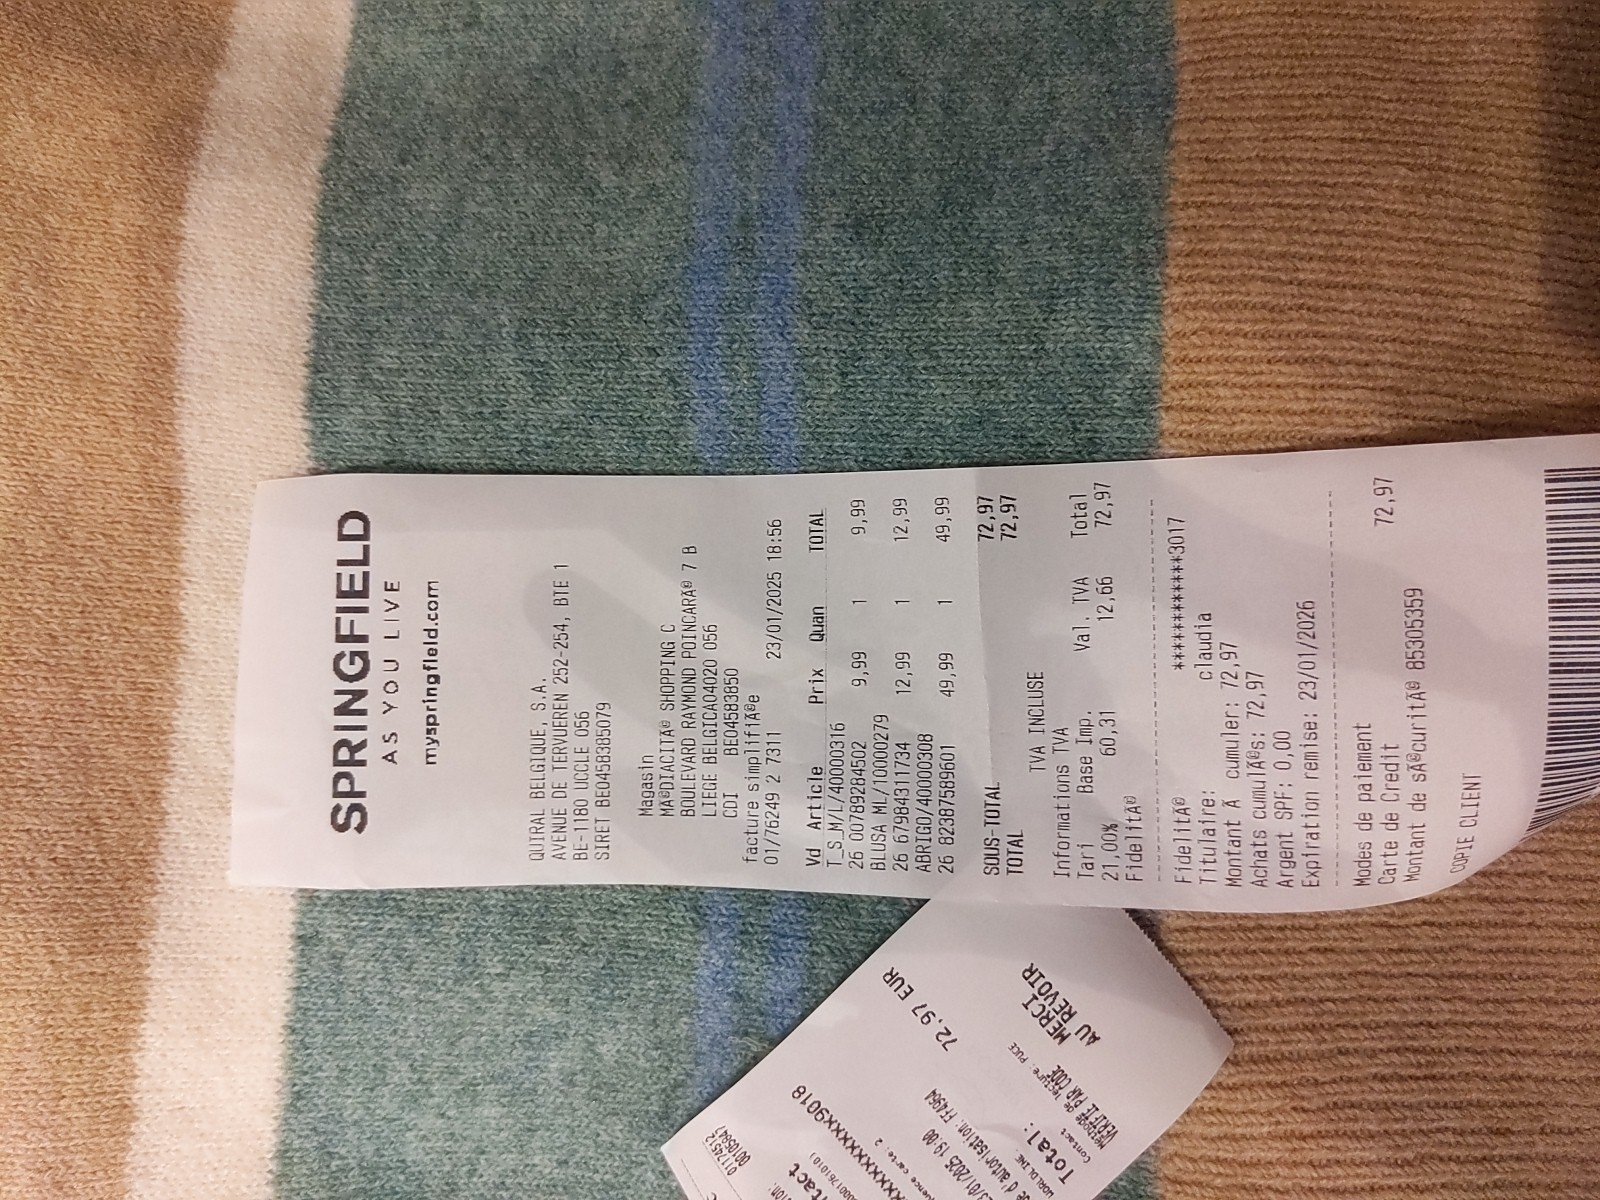 SPRINGFIELD
AS YOU LIVE
myspringfield.com
QUIRAL BELGIQUE, S.A.
AVENUE DE TERVUEREN 252-254, BTE 1
BE-1180 UCCLE 056
SIRET BE0458385079
Magasin
MÃ©DIACITÃ© SHOPPING C
BOULEVARD RAYMOND POINCARÃ© 7 B
LIEGE BELGICA04020 056
CDI BE04583850
facture simplifiÃ©e
01/76249 2 7311 23/01/2025 18:56
Vd Article Prix Quan TOTAL
T_S_M/L/40000316
26 00789284502 9,99 1 9,99
BLUSA ML/10000279
26 67984311734 12,99 1 12,99
ABRIGO/40000308
26 82387589601 49,99 1 49,99
SOUS-TOTAL 72,97
TOTAL 72,97
TVA INCLUSE
Informations TVA
Tari Base Imp. Val. TVA Total
21,00% 60,31 12,66 72,97
FidelitÃ©
FidelitÃ© ************3017
Titulaire: claudia
Montant Ã cumuler: 72,97
Achats cumulÃ©s: 72,97
Argent SPF: 0,00
Expiration remise: 23/01/2026
Modes de paiement
Carte de Credit 72,97
Montant de sÃ©curitÃ© 85305359
COPIE CLIENT
19:00
FF4964
Total: 72,97 EUR
VERIFIE PAR CODE
MERCI
AU REVOIR